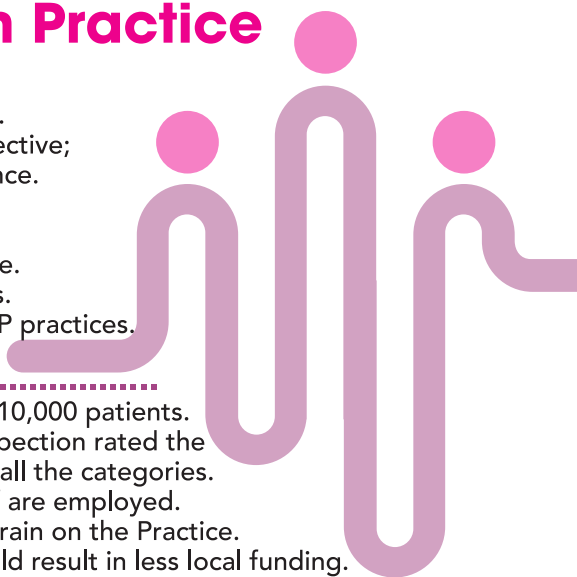 n Practice
.
ective;
nce.
e.
s.
P practices.
10,000 patients.
pection rated the
all the categories.
are employed.
rain on the Practice.
ld result in less local funding.